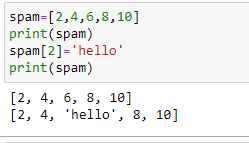 spam=[2,4,6,8,10]
print(spam)
spam[2]='hello'
print(spam)
[2, 4, 6, 8, 10]
[2, 4, 'hello', 8, 10]